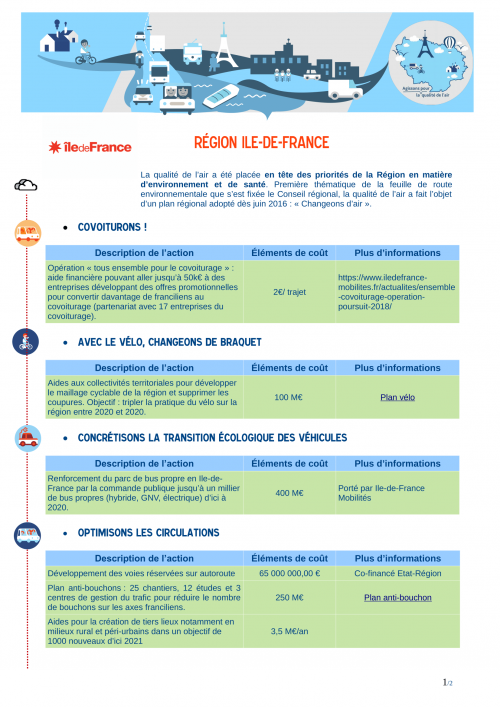 Agissons pour
la qualité de l'air
îledeFrance
RÉGION ILE-DE-FRANCE
La qualité de l'air a été placée en tête des priorités de la Région en matière
d'environnement et de santé. Première thématique de la feuille de route
environnementale que s'est fixée le Conseil régional, la qualité de l'air a fait l'objet
d'un plan régional adopté dès juin 2016 : « Changeons d'air ».
• COVOITURONS !
Description de l'action Éléments de coût Plus d'informations
Opération « tous ensemble pour le covoiturage » :
aide financière pouvant aller jusqu'à 50k€ à des
entreprises développant des offres promotionnelles
pour convertir davantage de franciliens au
covoiturage (partenariat avec 17 entreprises du
covoiturage).
2€/ trajet
https://www.iledefrance-
mobilites.fr/actualites/ensemble
-covoiturage-operation-
poursuit-2018/
• AVEC LE VÉLO, CHANGEONS DE BRAQUET
Description de l'action Éléments de coût Plus d'informations
Aides aux collectivités territoriales pour développer
le maillage cyclable de la région et supprimer les
coupures. Objectif : tripler la pratique du vélo sur la
région entre 2020 et 2020.
100 M€
Plan vélo
• CONCRÉTISONS LA TRANSITION ÉCOLOGIQUE DES VÉHICULES
Description de l'action Éléments de coût Plus d'informations
Renforcement du parc de bus propre en Ile-de-
France par la commande publique jusqu'à un millier
de bus propres (hybride, GNV, électrique) d'ici à
2020.
400 M€
Porté par Ile-de-France
Mobilités
• OPTIMISONS LES CIRCULATIONS
Description de l'action Éléments de coût Plus d'informations
Développement des voies réservées sur autoroute 65 000 000,00 € Co-financé Etat-Région
Plan anti-bouchons : 25 chantiers, 12 études et 3
centres de gestion du trafic pour réduire le nombre
de bouchons sur les axes franciliens.
250 M€
Plan anti-bouchon
Aides pour la création de tiers lieux notamment en
milieux rural et péri-urbains dans un objectif de
1000 nouveaux d'ici 2021
3,5 M€/an
1/2